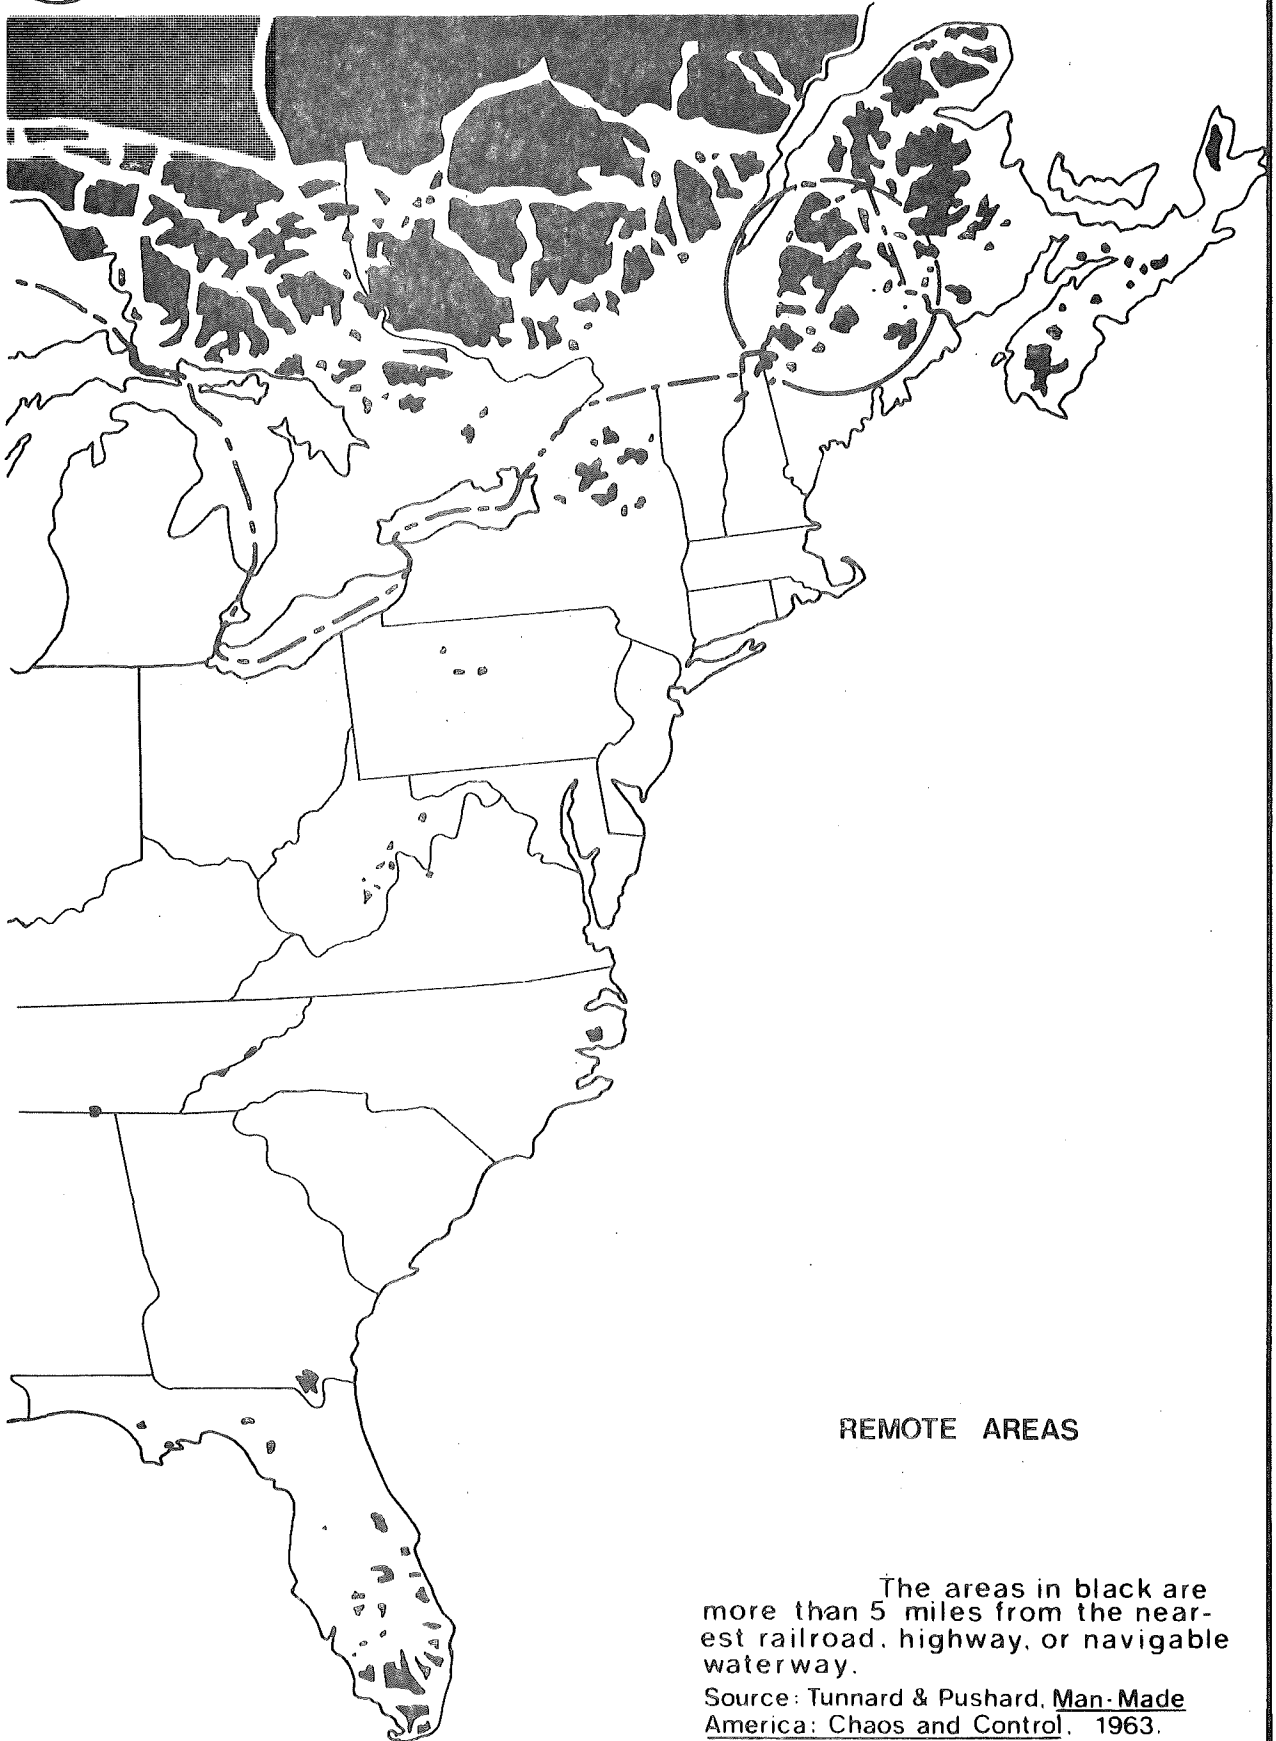 REMOTE AREAS
The areas in black are
more than 5 miles from the near-
est railroad, highway, or navigable
waterway.
Source: Tunnard & Pushard, Man-Made
America: Chaos and Control, 1963.